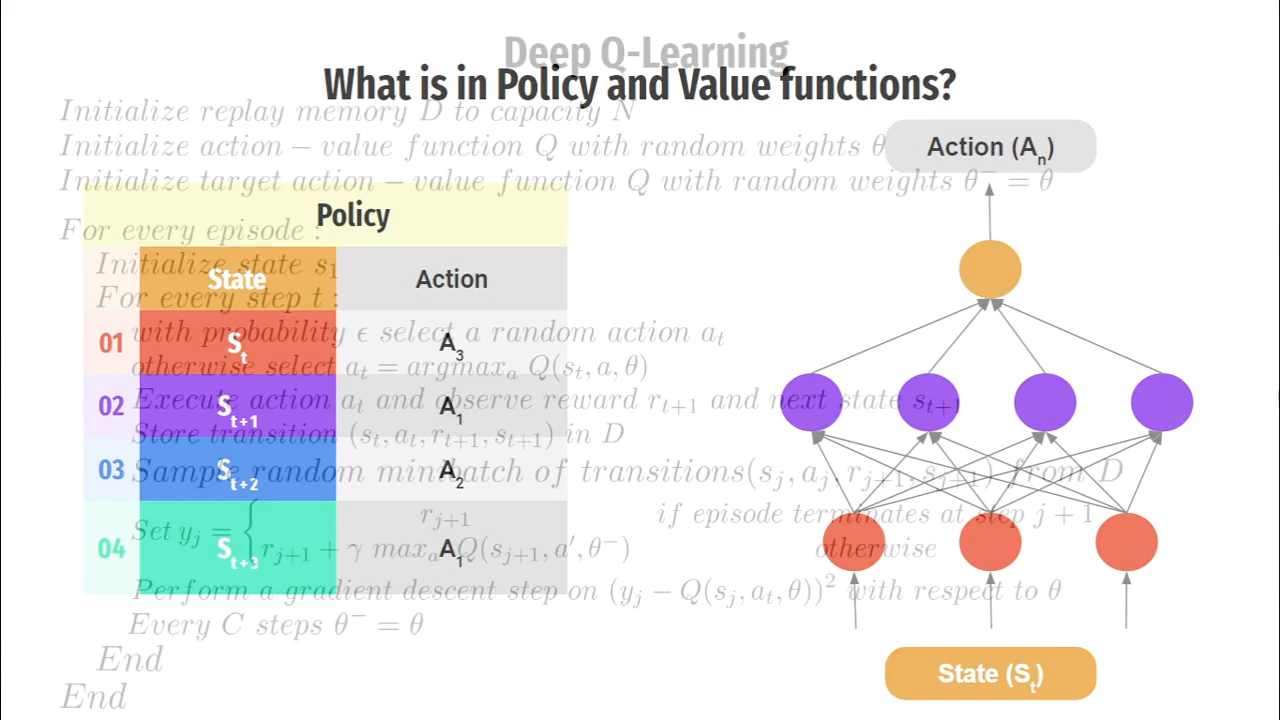 Deep Q-Learning
What is in Policy and Value functions?
Initialize replay memory D to capacity N
Initialize action − value function Q with random weights θ
Initialize target action − value function Q with random weights θ⁻ = θ
For every episode :
Initialize state s₁
For every step t :
with probability ϵ select a random action aₜ
otherwise select aₜ = argmaxₐ Q(sₜ, a, θ)
Execute action aₜ and observe reward rₜ₊₁ and next state sₜ₊₁
Store transition (sₜ, aₜ, rₜ₊₁, sₜ₊₁) in D
Sample random minibatch of transitions(sⱼ, aⱼ, rⱼ₊₁, sⱼ₊₁) from D
Set yⱼ = {
rⱼ₊₁ if episode terminates at step j + 1
rⱼ₊₁ + γ maxₐ′ Q(sⱼ₊₁, a′, θ⁻) otherwise
Perform a gradient descent step on (yⱼ − Q(sⱼ, aₜ, θ))² with respect to θ
Every C steps θ⁻ = θ
End
End
Policy
State Action
01 Sₜ A₃
02 Sₜ₊₁ A₁
03 Sₜ₊₂ A₂
04 Sₜ₊₃ A₁
Action (Aₙ)
State (Sₜ)